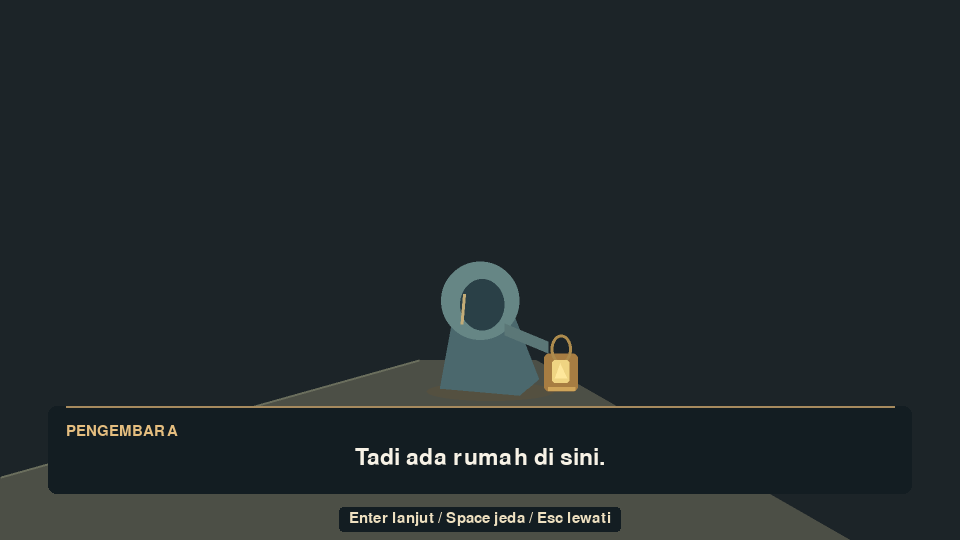 PENGEMBARA
Tadi ada rumah di sini.
Enter lanjut / Space jeda / Esc lewati